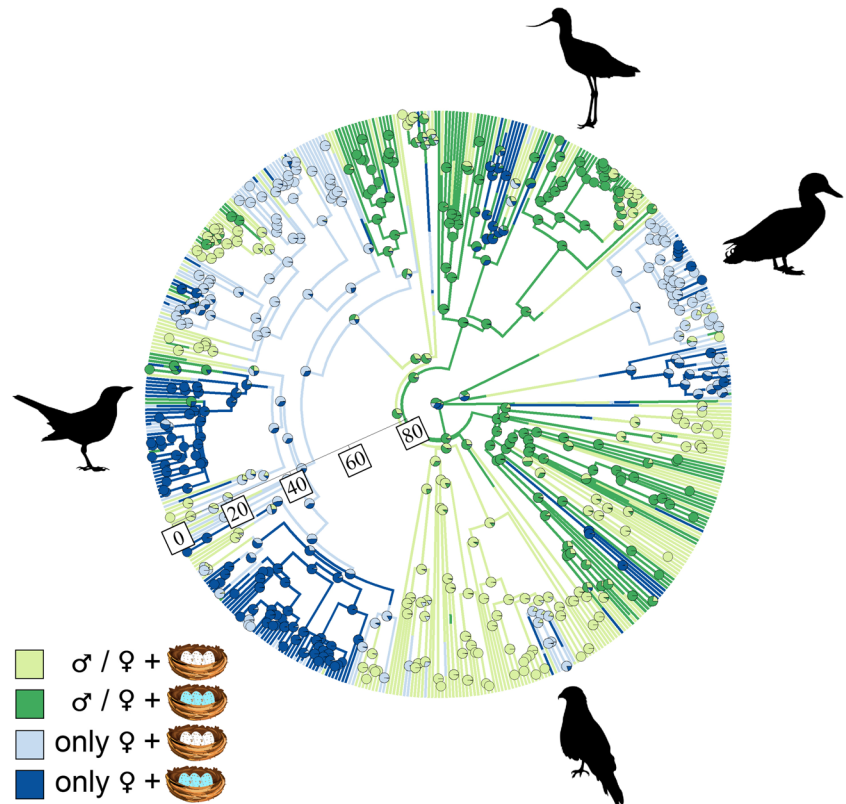 80
60
40
20
0
♂ / ♀ +
♂ / ♀ +
only ♀ +
only ♀ +